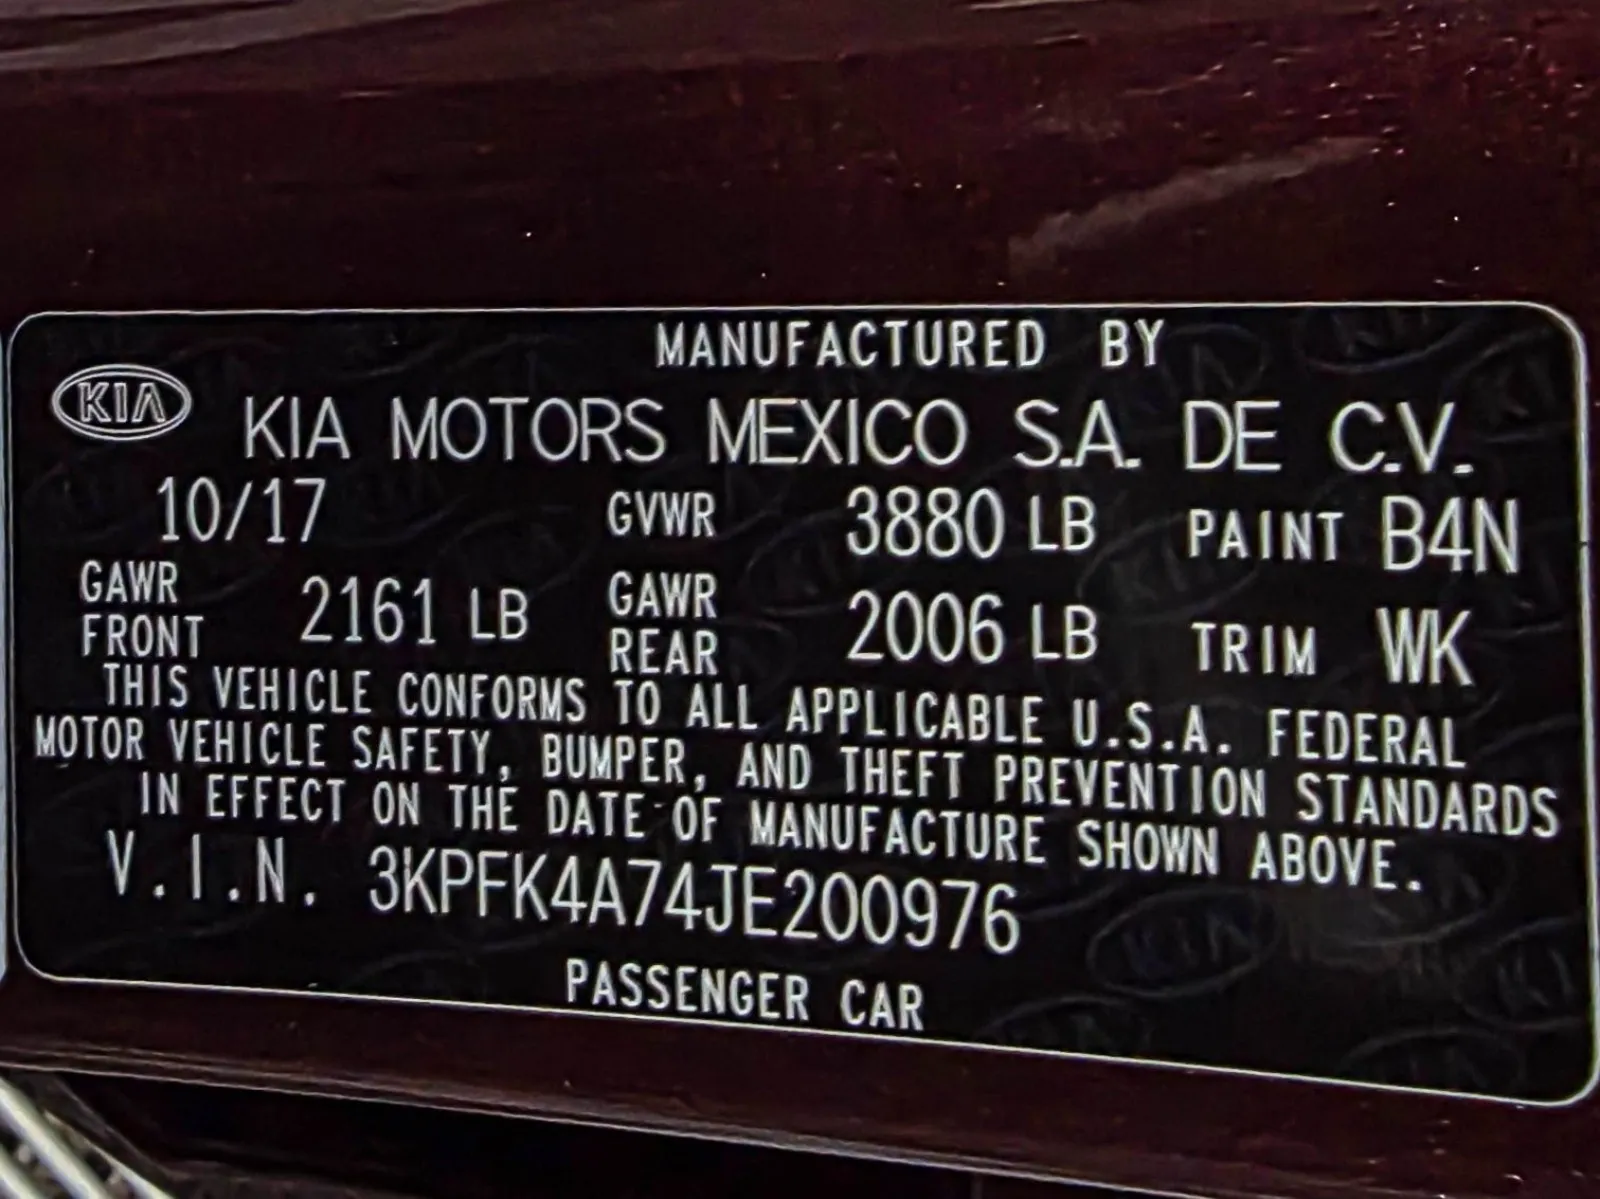 MANUFACTURED BY
KIA
KIA MOTORS MEXICO S.A. DE C.V.
10/17 GVWR 3880 LB PAINT B4N
GAWR FRONT 2161 LB GAWR REAR 2006 LB TRIM WK
THIS VEHICLE CONFORMS TO ALL APPLICABLE U.S.A. FEDERAL
MOTOR VEHICLE SAFETY, BUMPER, AND THEFT PREVENTION STANDARDS
IN EFFECT ON THE DATE OF MANUFACTURE SHOWN ABOVE.
V.I.N. 3KPFK4A74JE200976
PASSENGER CAR